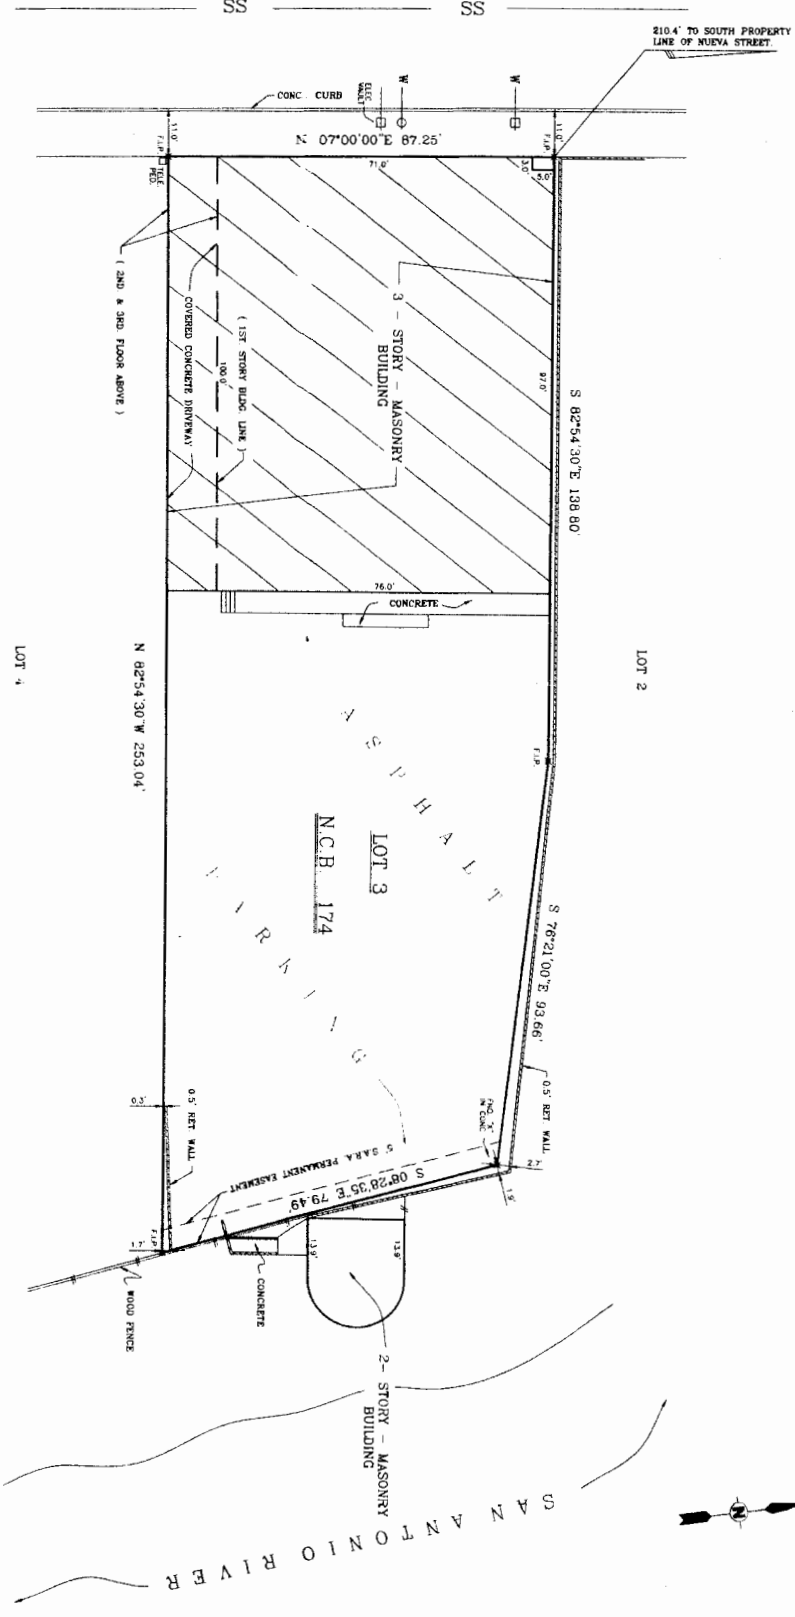 SS
SS
210.4' TO SOUTH PROPERTY
LINE OF NUEVA STREET.
CONC. CURB
ELEC
VAULT
W
W
11.0'
F.I.P.
N 07°00'00"E 87.25'
11.0'
F.I.P.
TELE.
PED.
71.0'
3.0'
5.0'
( 2ND & 3RD FLOOR ABOVE )
COVERED CONCRETE DRIVEWAY
( 1ST. STORY BLDG. LINE )
100.0'
3 - STORY - MASONRY
BUILDING
97.0'
S 82°54'30"E 138.80'
76.0'
CONCRETE
LOT 4
N 82°54'30"W 253.04'
LOT 2
F.I.P.
ASPHALT
PARKING
LOT 3
N.C.B. 174
S 76°21'00"E 93.66'
0.5' RET. WALL
0.3'
0.5' RET. WALL
FND. "X"
IN CONC.
2.7'
1.9'
5' S.A.R.A. PERMANENT EASEMENT
S 08°28'35"E 79.49'
F.I.P.
1.7'
13.9'
13.9'
WOOD FENCE
CONCRETE
2- STORY - MASONRY
BUILDING
SAN ANTONIO RIVER
N